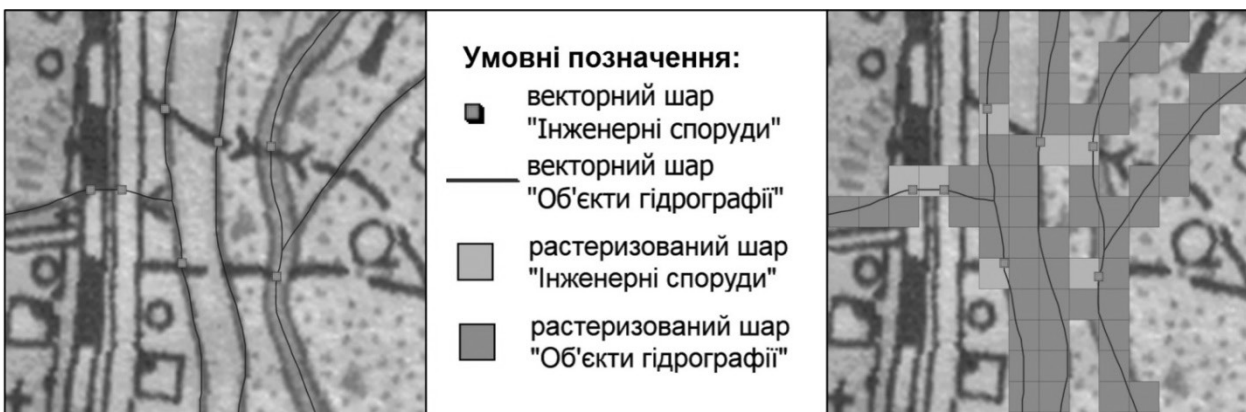 Умовні позначення:
векторний шар
"Інженерні споруди"
векторний шар
"Об'єкти гідрографії"
растеризований шар
"Інженерні споруди"
растеризований шар
"Об'єкти гідрографії"